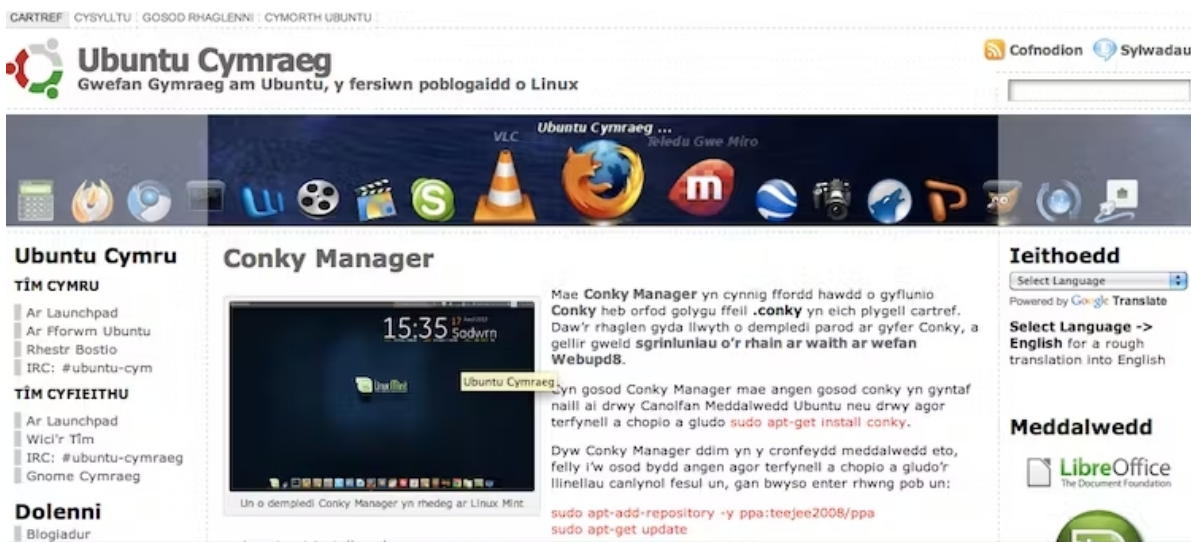 CARTREF CYSYLLTU GOSOD RHAGLENNI CYMORTH UBUNTU
Ubuntu Cymraeg
Gwefan Gymraeg am Ubuntu, y fersiwn poblogaidd o Linux
Cofnodion Sylwadau
Ubuntu Cymraeg ...
VLC
Teledu Gwe Miro
Ubuntu Cymru
TÎM CYMRU
Ar Launchpad
Ar Fforwm Ubuntu
Rhestr Bostio
IRC: #ubuntu-cym
TÎM CYFIEITHU
Ar Launchpad
Wici'r Tîm
IRC: #ubuntu-cymraeg
Gnome Cymraeg
Dolenni
Blogiadur
Conky Manager
15:35 17 Sadwrn
Linux Mint
Ubuntu Cymraeg
Un o dempledi Conky Manager yn rhedeg ar Linux Mint
Mae Conky Manager yn cynnig ffordd hawdd o gyflunio
Conky heb orfod golygu ffeil .conky yn eich plygell cartref.
Daw'r rhaglen gyda llwyth o dempledi parod ar gyfer Conky, a
gellir gweld sgrinluniau o'r rhain ar waith ar wefan
Webupd8.
Cyn gosod Conky Manager mae angen gosod conky yn gyntaf
naill ai drwy Canolfan Meddalwedd Ubuntu neu drwy agor
terfynell a chopio a gludo sudo apt-get install conky.
Dyw Conky Manager ddim yn y cronfeydd meddalwedd eto,
felly i'w osod bydd angen agor terfynell a chopio a gludo'r
llinellau canlynol fesul un, gan bwyso enter rhwng pob un:
sudo apt-add-repository -y ppa:teejee2008/ppa
sudo apt-get update
Ieithoedd
Select Language
Powered by Google Translate
Select Language ->
English for a rough
translation into English
Meddalwedd
LibreOffice
The Document Foundation